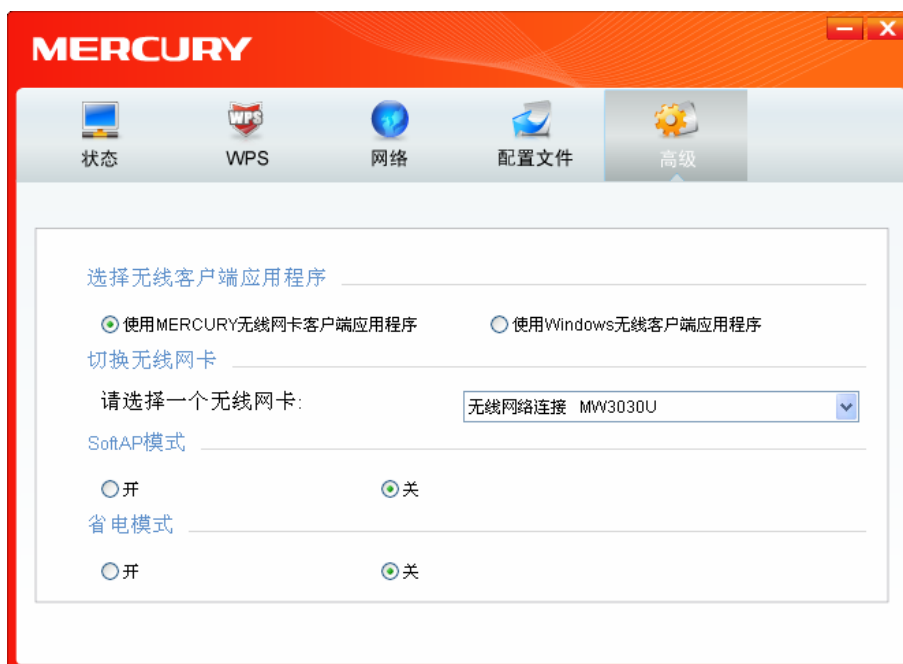 MERCURY
状态 WPS 网络 配置文件 高级
选择无线客户端应用程序
使用MERCURY无线网卡客户端应用程序 使用Windows无线客户端应用程序
切换无线网卡
请选择一个无线网卡: 无线网络连接 MW3030U
SoftAP模式
开 关
省电模式
开 关